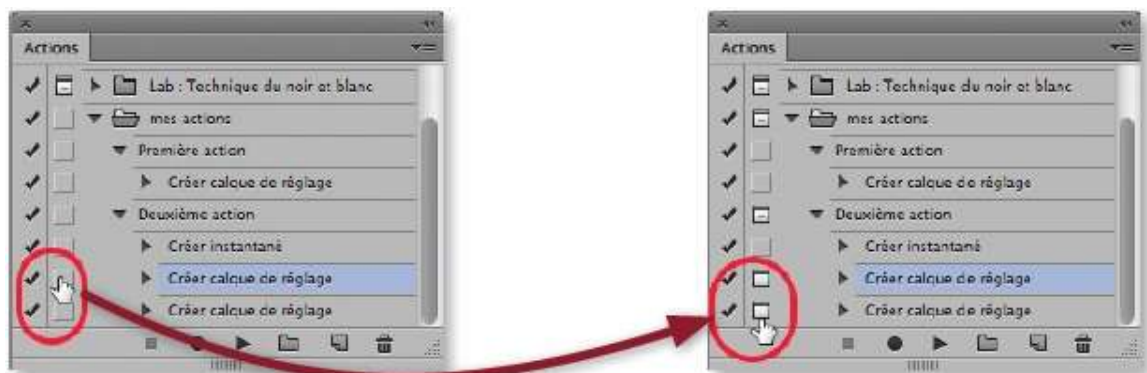 Actions
Lab : Technique du noir et blanc
mes actions
Première action
Créer calque de réglage
Deuxième action
Créer instantané
Créer calque de réglage
Créer calque de réglage
Actions
Lab : Technique du noir et blanc
mes actions
Première action
Créer calque de réglage
Deuxième action
Créer instantané
Créer calque de réglage
Créer calque de réglage